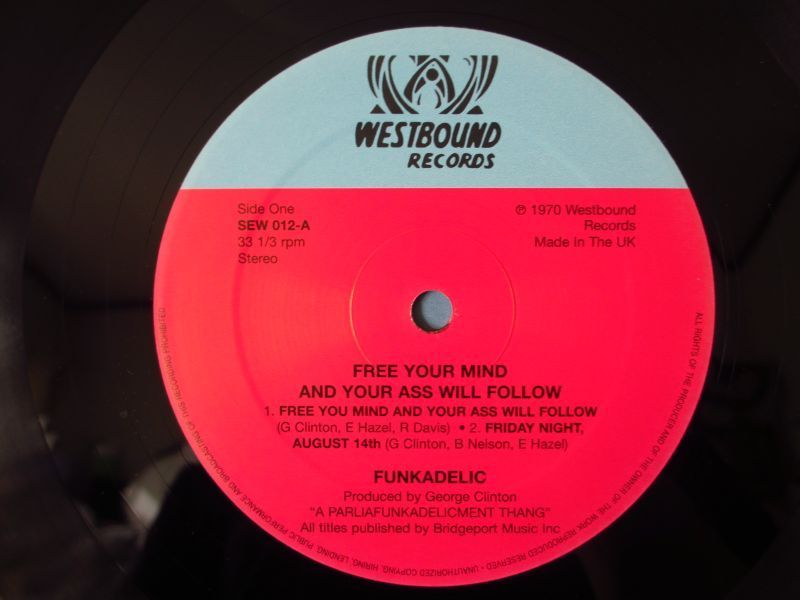 WESTBOUND
RECORDS
Side One
SEW 012-A
33 1/3 rpm
Stereo
℗ 1970 Westbound
Records
Made In The UK
FREE YOUR MIND
AND YOUR ASS WILL FOLLOW
1. FREE YOU MIND AND YOUR ASS WILL FOLLOW
(G Clinton, E Hazel, R Davis) • 2. FRIDAY NIGHT,
AUGUST 14th (G Clinton, B Nelson, E Hazel)
FUNKADELIC
Produced by George Clinton
"A PARLIAFUNKADELICMENT THANG"
All titles published by Bridgeport Music Inc
ALL RIGHTS OF THE PRODUCER AND OF THE OWNER OF THE WORK REPRODUCED RESERVED • UNAUTHORIZED COPYING, HIRING, LENDING, PUBLIC PERFORMANCE AND BROADCASTING OF THIS RECORDING PROHIBITED